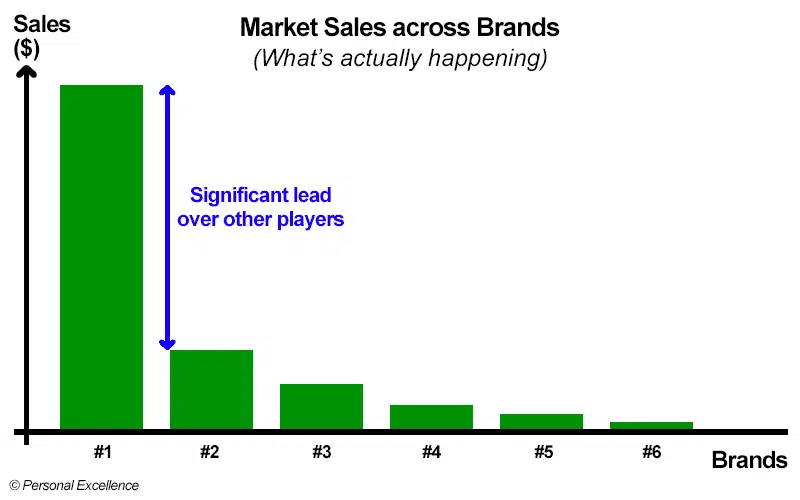 Sales
($)
Market Sales across Brands
(What's actually happening)
Significant lead
over other players
#1
#2
#3
#4
#5
#6
Brands
© Personal Excellence